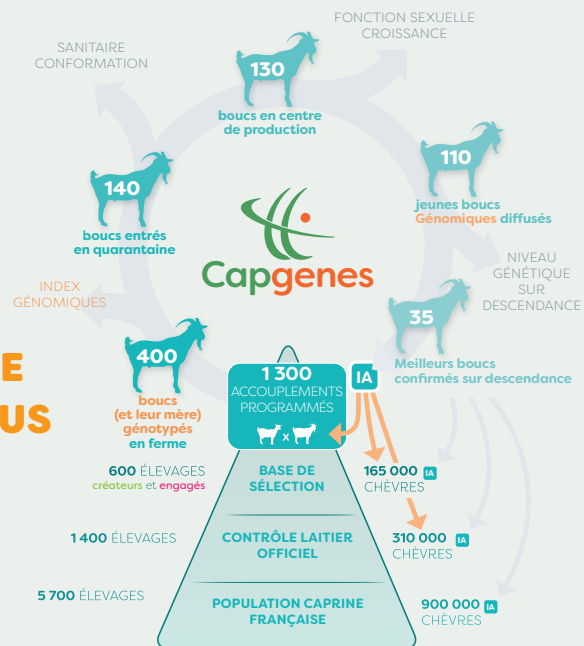 FONCTION SEXUELLE
CROISSANCE
SANITAIRE
CONFORMATION
130
boucs en centre
de production
110
jeunes boucs
Génomiques diffusés
140
boucs entrés
en quarantaine
Capgenes
NIVEAU
GÉNÉTIQUE
SUR
DESCENDANCE
INDEX
GÉNOMIQUES
35
Meilleurs boucs
confirmés sur descendance
400
boucs
(et leur mère)
génotypés
en ferme
E
US
1 300
ACCOUPLEMENTS
PROGRAMMÉS
x
IA
600 ÉLEVAGES
créateurs et engagés
BASE DE
SÉLECTION
165 000 IA
CHÈVRES
1 400 ÉLEVAGES
CONTRÔLE LAITIER
OFFICIEL
310 000 IA
CHÈVRES
5 700 ÉLEVAGES
POPULATION CAPRINE
FRANÇAISE
900 000 IA
CHÈVRES